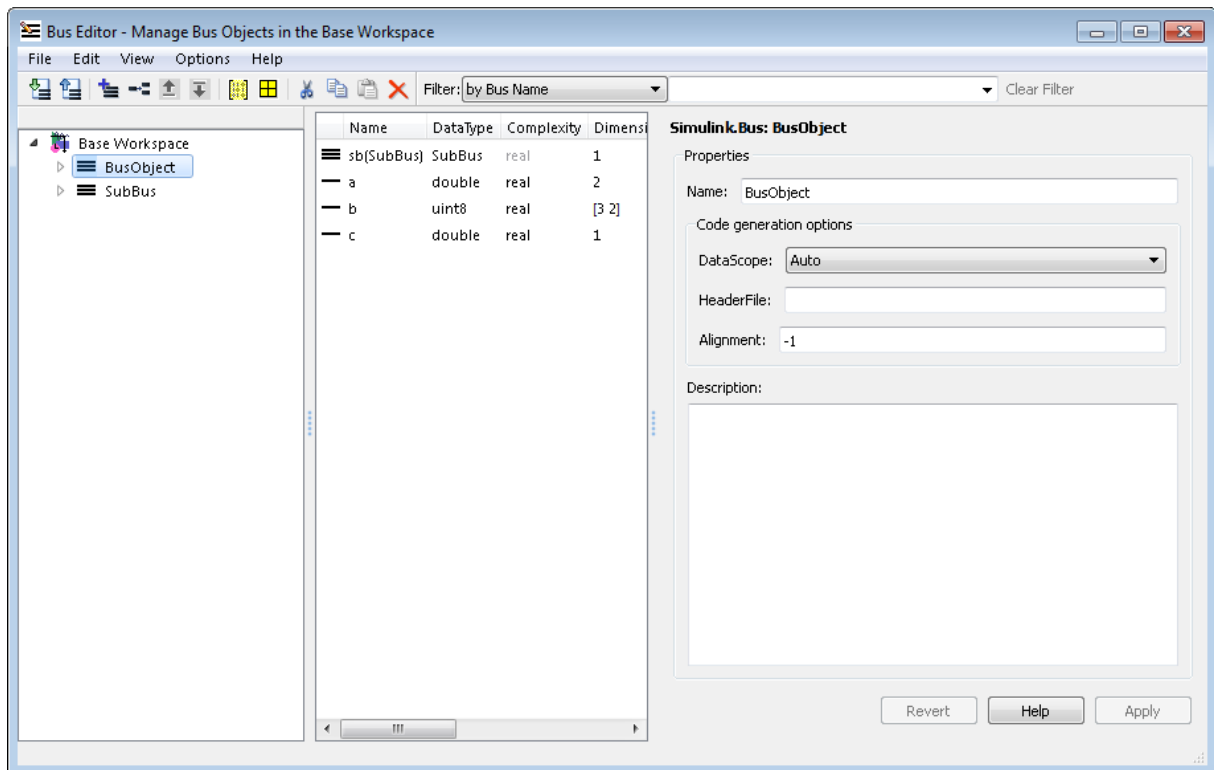 Bus Editor - Manage Bus Objects in the Base Workspace
File Edit View Options Help
Filter: by Bus Name Clear Filter
Base Workspace
BusObject
SubBus
Name DataType Complexity Dimensi
sb(SubBus) SubBus real 1
a double real 2
b uint8 real [3 2]
c double real 1
Simulink.Bus: BusObject
Properties
Name: BusObject
Code generation options
DataScope: Auto
HeaderFile:
Alignment: -1
Description:
Revert Help Apply